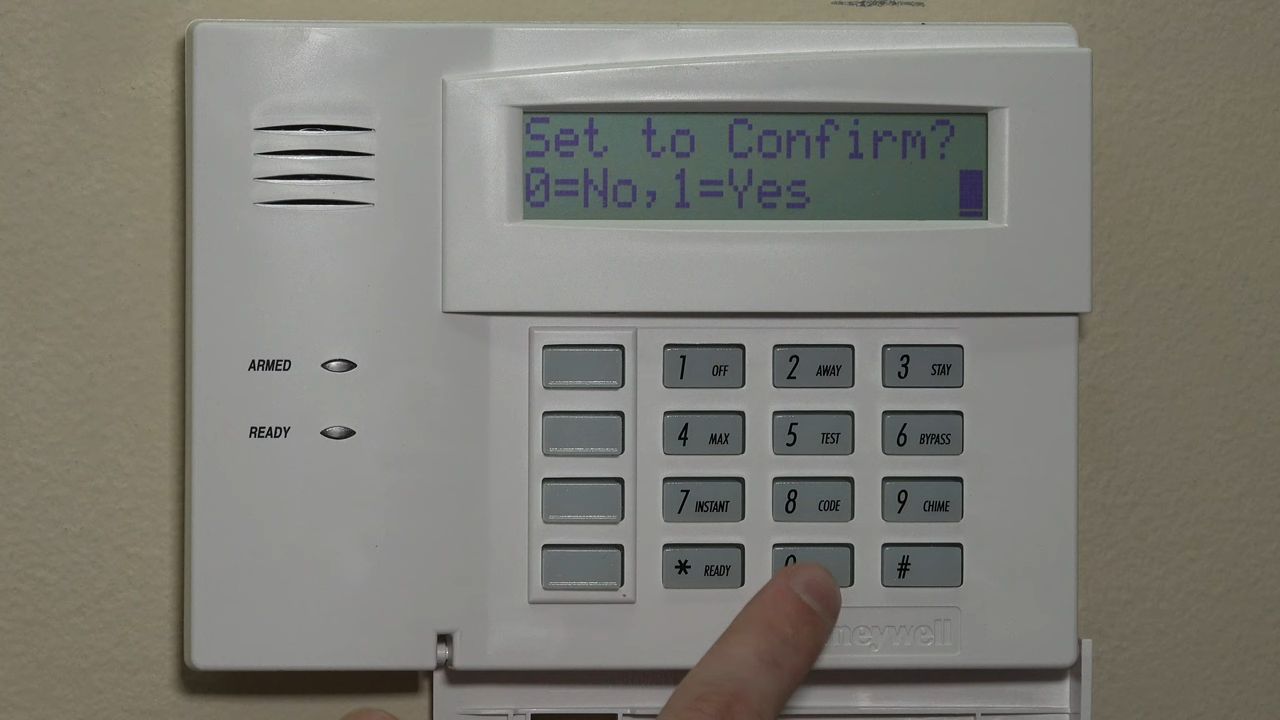 Set to Confirm?
0=No,1=Yes
ARMED
READY
1 OFF
2 AWAY
3 STAY
4 MAX
5 TEST
6 BYPASS
7 INSTANT
8 CODE
9 CHIME
* READY
#